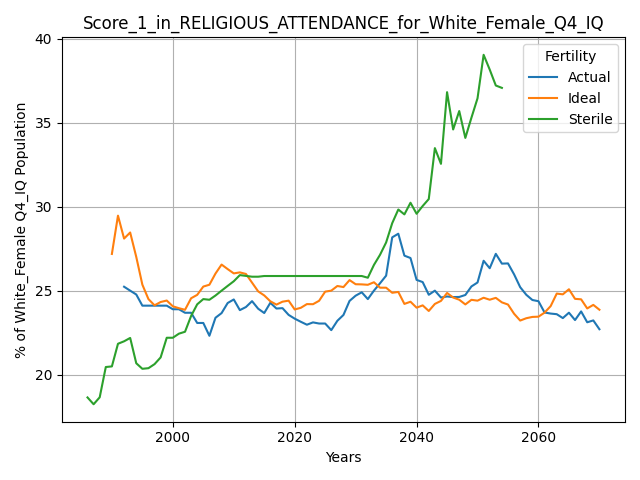 Score_1_in_RELIGIOUS_ATTENDANCE_for_White_Female_Q4_IQ
% of White_Female Q4_IQ Population
40
35
30
25
20
Fertility
Actual
Ideal
Sterile
2000 2020 2040 2060
Years